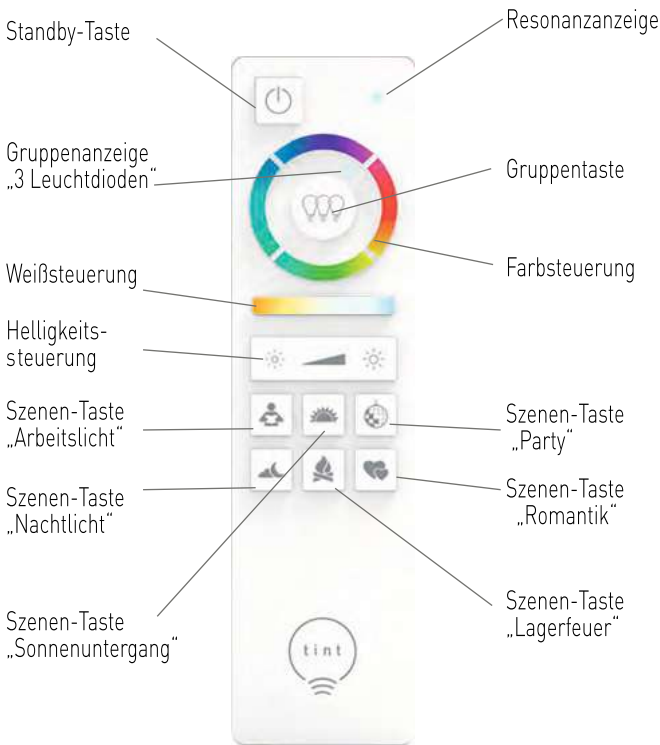 Standby-Taste
Resonanzanzeige
Gruppenanzeige
„3 Leuchtdioden“
Gruppentaste
Weißsteuerung
Farbsteuerung
Helligkeits-
steuerung
Szenen-Taste
„Arbeitslicht“
Szenen-Taste
„Party“
Szenen-Taste
„Nachtlicht“
Szenen-Taste
„Romantik“
Szenen-Taste
„Sonnenuntergang“
Szenen-Taste
„Lagerfeuer“
tint